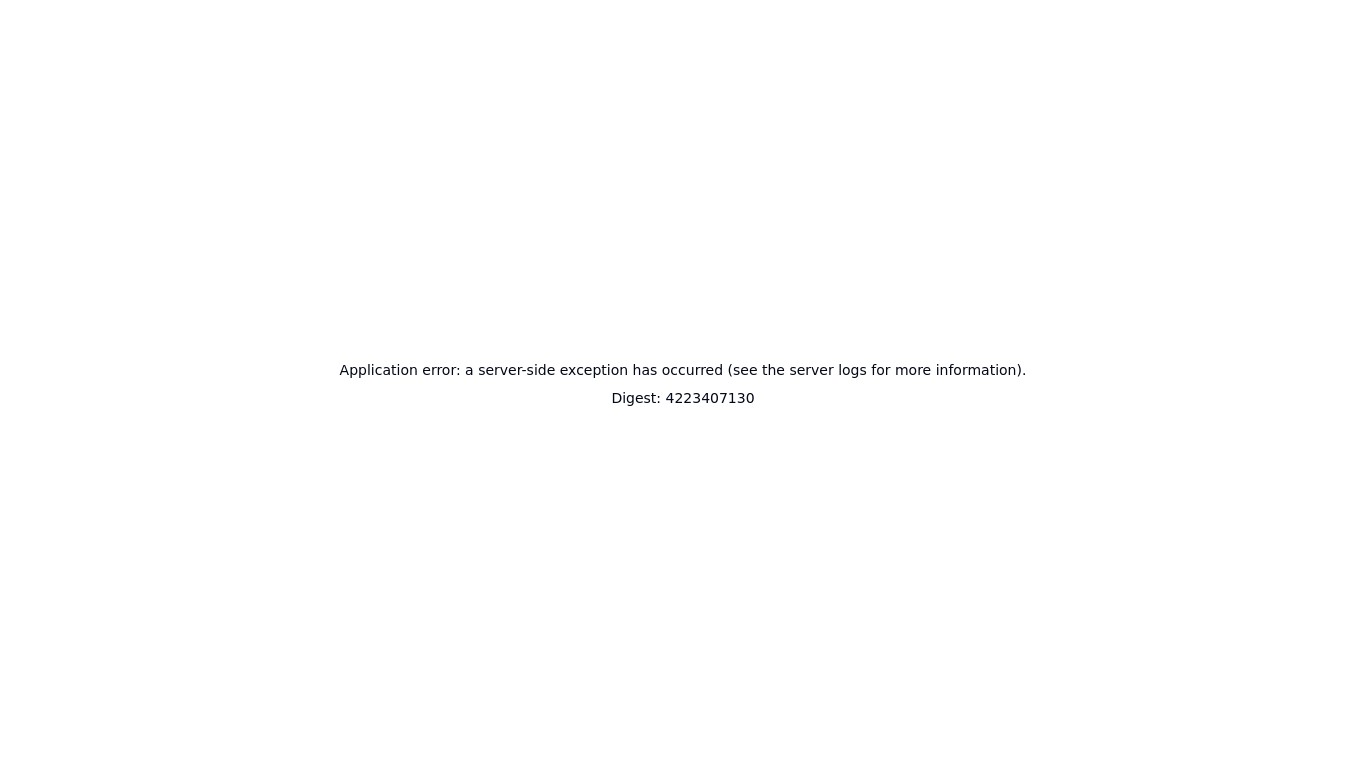 Application error: a server-side exception has occurred (see the server logs for more information).
Digest: 4223407130